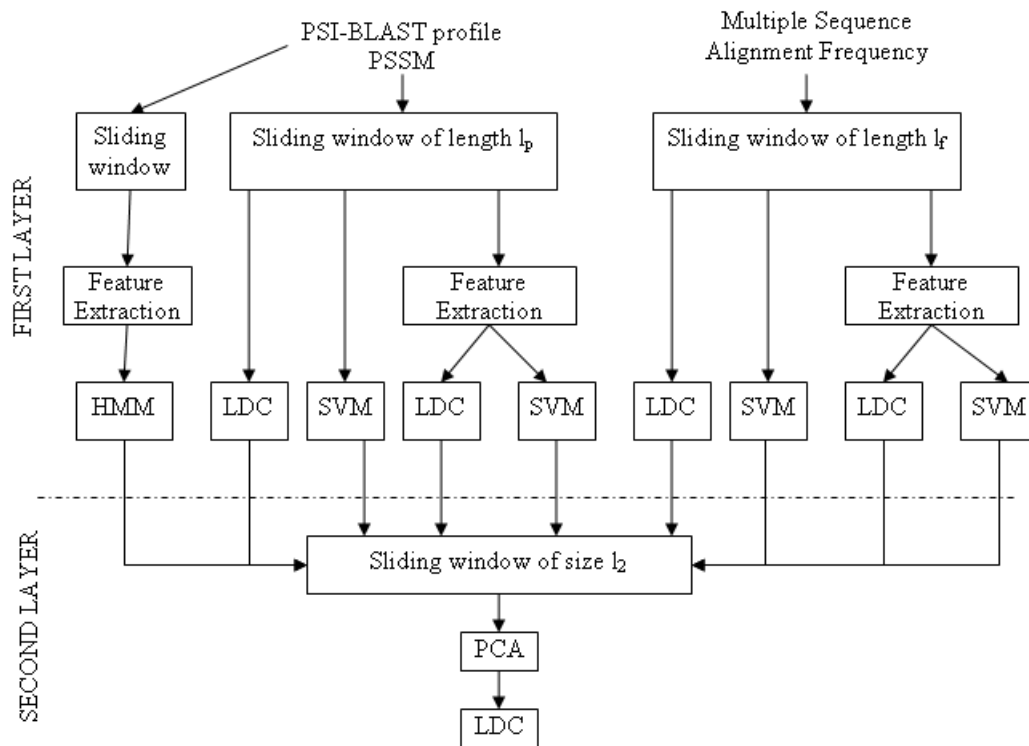 PSI-BLAST profile
PSSM
Multiple Sequence
Alignment Frequency
FIRST LAYER
Sliding
window
Sliding window of length lp
Sliding window of length lf
Feature
Extraction
Feature
Extraction
Feature
Extraction
HMM
LDC
SVM
LDC
SVM
LDC
SVM
LDC
SVM
SECOND LAYER
Sliding window of size l2
PCA
LDC